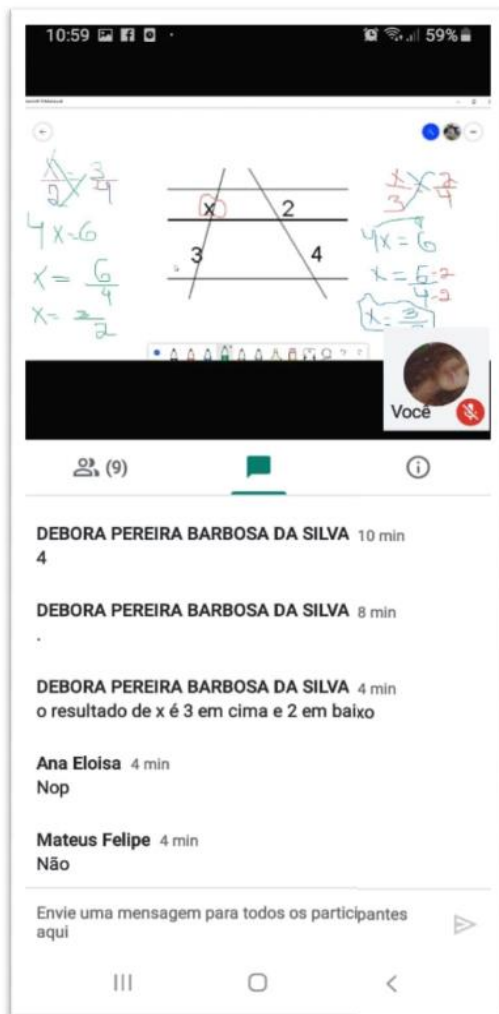 10:59
59%
x
2
3
4
x/2 3/4
4x=6
x = 6/4
x= 3/2
x/3 2/4
4x = 6
x = 6/4 -2 -2
x = 3
Você
(9)
DEBORA PEREIRA BARBOSA DA SILVA 10 min
4
DEBORA PEREIRA BARBOSA DA SILVA 8 min
.
DEBORA PEREIRA BARBOSA DA SILVA 4 min
o resultado de x é 3 em cima e 2 em baixo
Ana Eloisa 4 min
Nop
Mateus Felipe 4 min
Não
Envie uma mensagem para todos os participantes
aqui